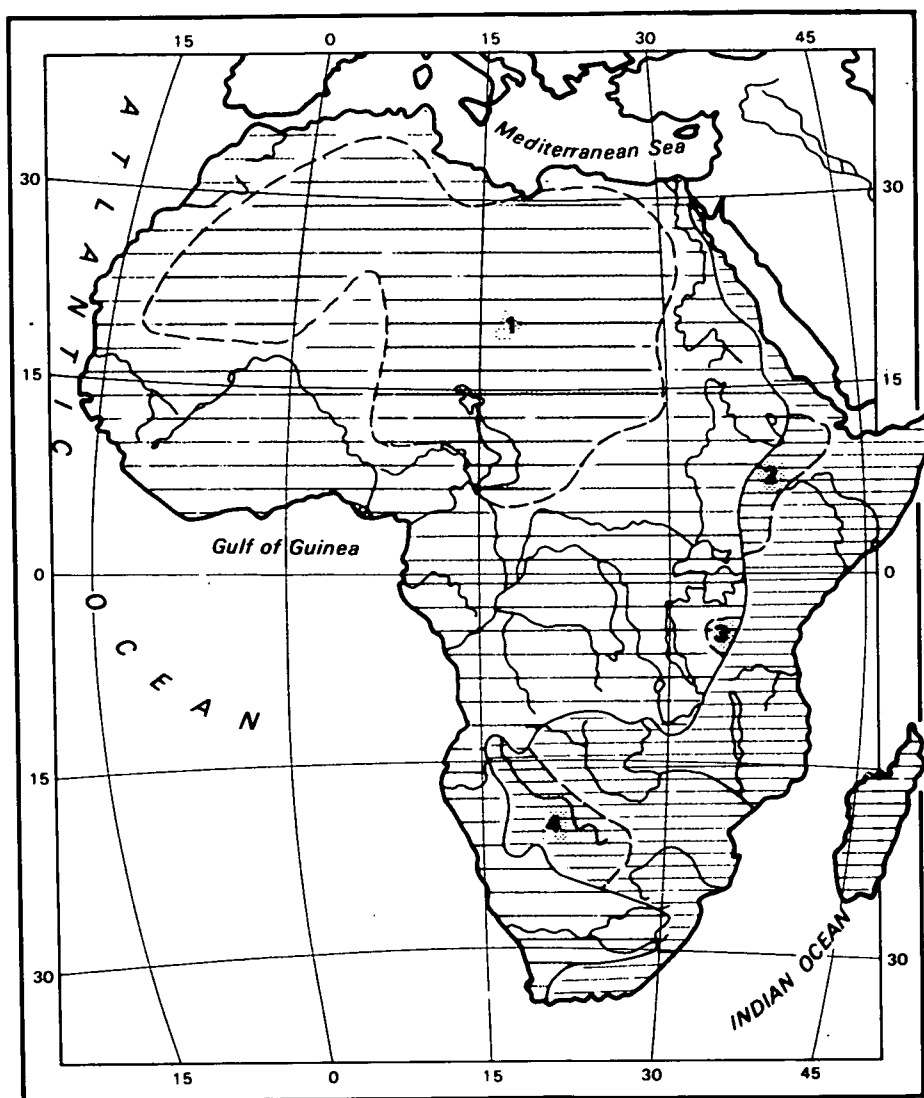 15 0 15 30 45
ATLANTIC
Mediterranean Sea
30 30
1
15 15
2
Gulf of Guinea
0 0
3
OCEAN
15
4
30 30
INDIAN OCEAN
15 0 15 30 45